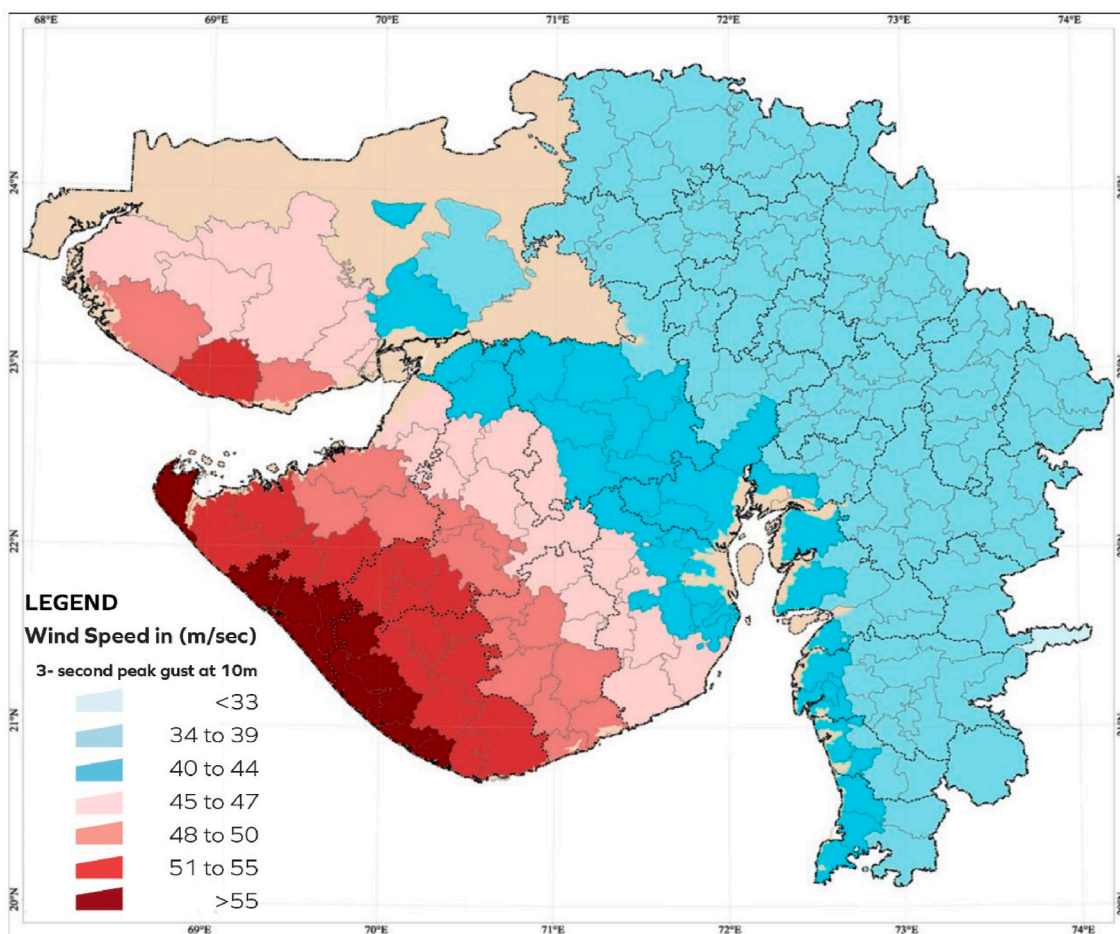 68°E 69°E 70°E 71°E 72°E 73°E 74°E
24°N
23°N
22°N
21°N
20°N
LEGEND
Wind Speed in (m/sec)
3- second peak gust at 10m
<33
34 to 39
40 to 44
45 to 47
48 to 50
51 to 55
>55
69°E 70°E 71°E 72°E 73°E 74°E